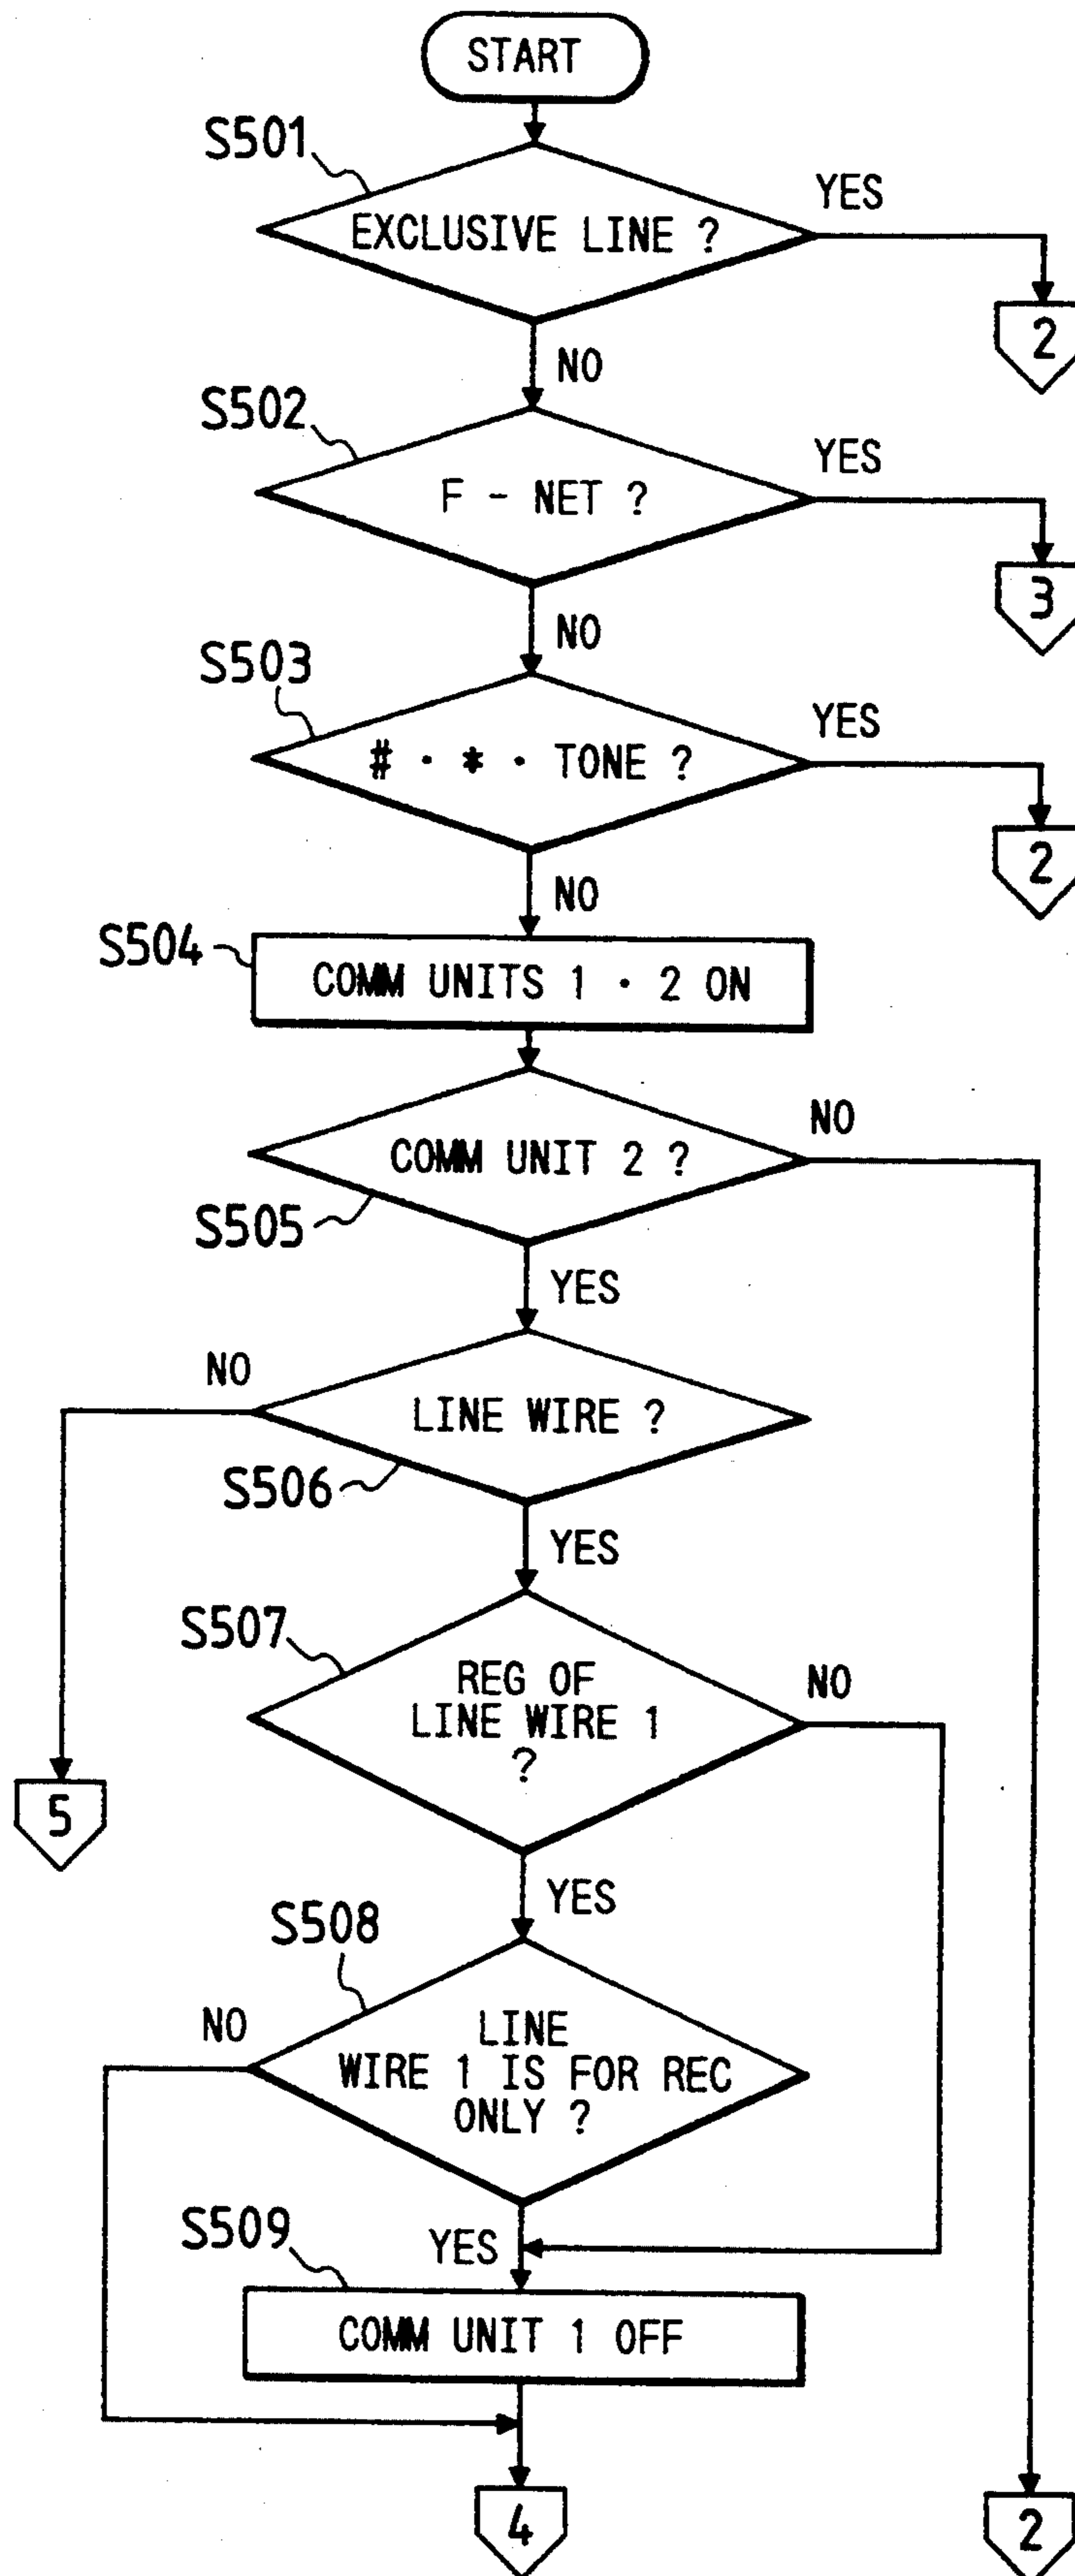 START
S501
EXCLUSIVE LINE ?
YES
2
NO
S502
F - NET ?
YES
3
NO
S503
# · * · TONE ?
YES
2
NO
S504
COMM UNITS 1 · 2 ON
COMM UNIT 2 ?
NO
S505
YES
NO
LINE WIRE ?
S506
YES
S507
REG OF
LINE WIRE 1
?
NO
5
YES
S508
NO
LINE
WIRE 1 IS FOR REC
ONLY ?
S509
YES
COMM UNIT 1 OFF
4
2